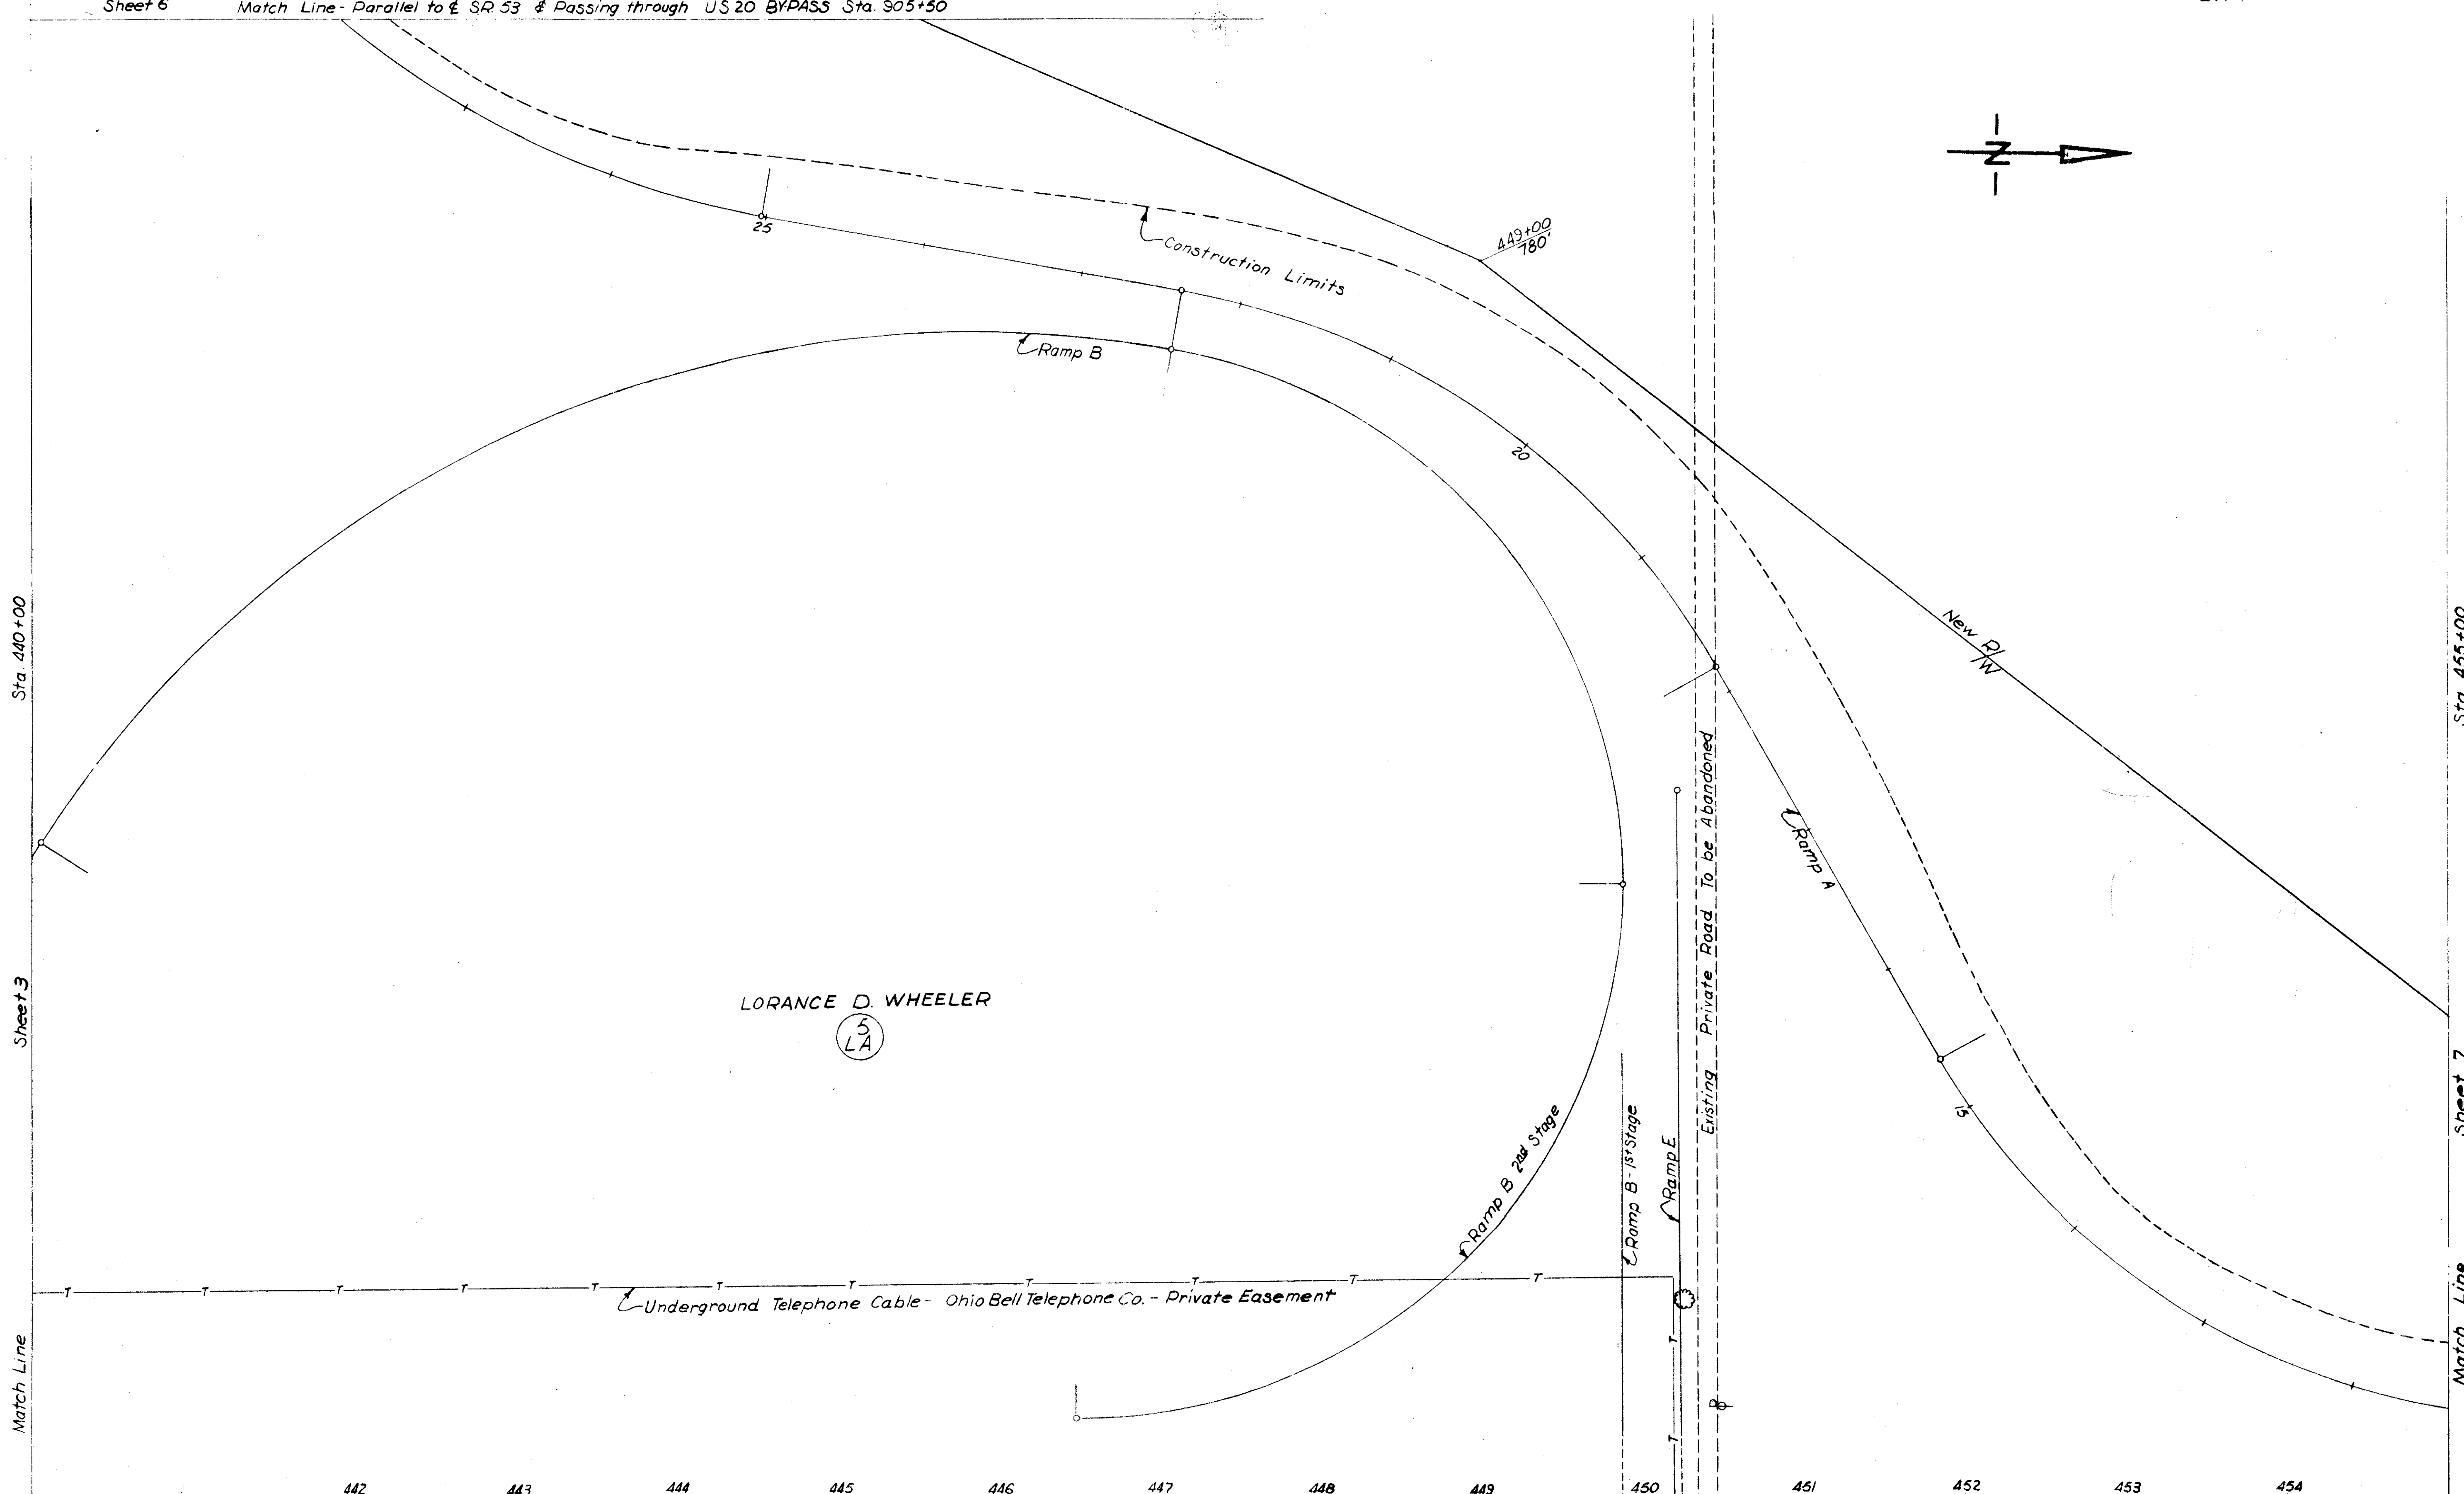 Sheet 6 Match Line - Parallel to ℄ SR 53 & Passing through US 20 BYPASS Sta. 905+50
N
25
Construction Limits
449+00
780'
Ramp B
20
Sta. 440+00
Sta. 455+00
New R/W
Existing Private Road To be Abandoned
Ramp A
Sheet 3
LORANCE D. WHEELER
5
LA
Sheet 7
15
Ramp B 2nd Stage
Ramp B - 1st Stage
Ramp E
T T T T T T T T T T T
Underground Telephone Cable - Ohio Bell Telephone Co. - Private Easement
T
T
Match Line
Match Line
442 443 444 445 446 447 448 449 450 451 452 453 454